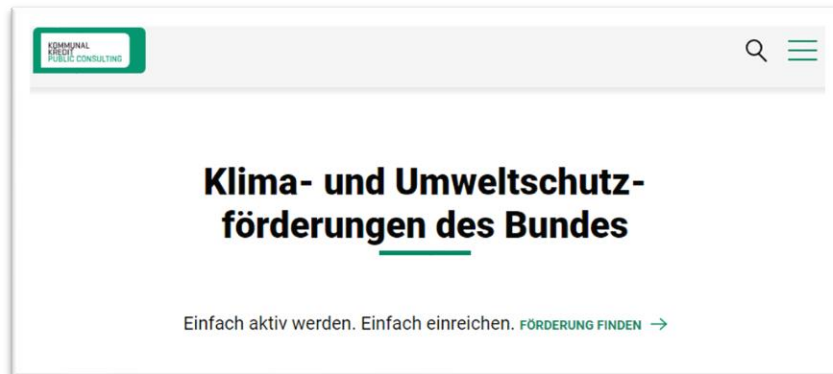 KOMMUNAL
KREDIT
PUBLIC CONSULTING
Klima- und Umweltschutz-
förderungen des Bundes
Einfach aktiv werden. Einfach einreichen. FÖRDERUNG FINDEN →